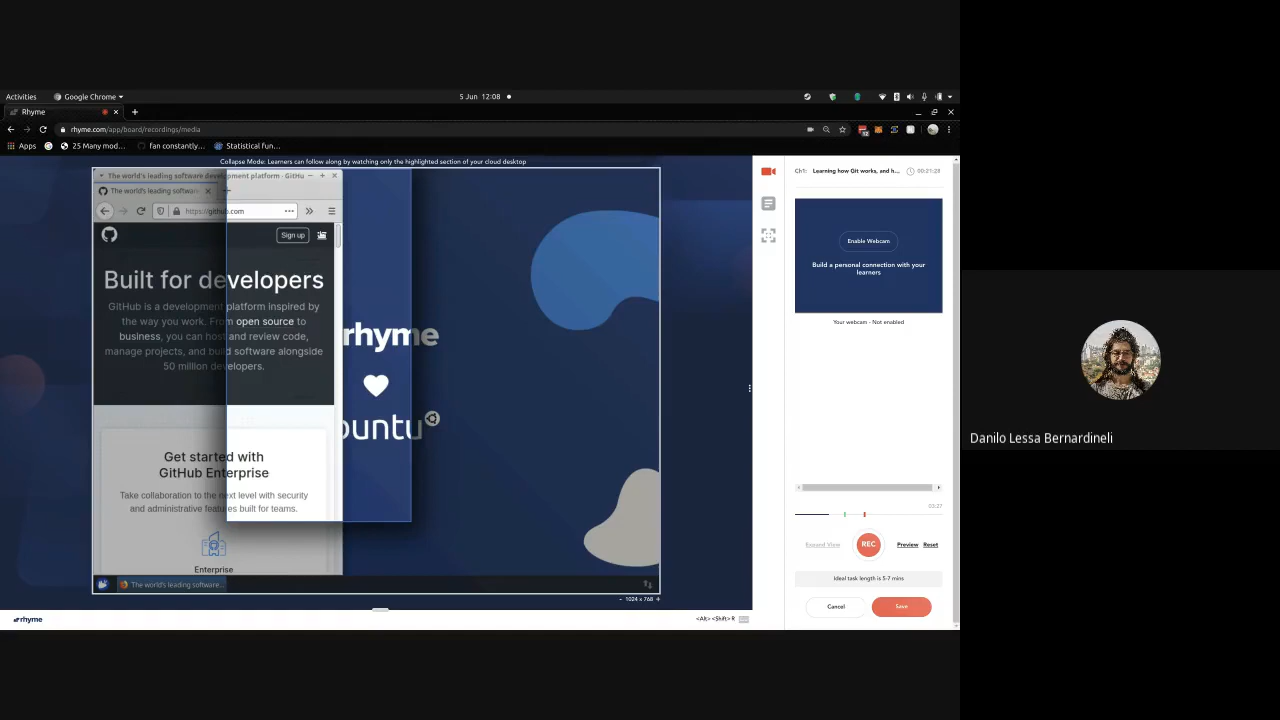 Activities
Google Chrome
5 Jun 12:08
Rhyme
rhyme.com/app/board/recordings/media
Apps
25 Many mod...
fan constantly...
Statistical fun...
Collapse Mode: Learners can follow along by watching only the highlighted section of your cloud desktop
The world's leading software development platform · GitHu
The world's leading software
https://github.com
Sign up
Built for developers
GitHub is a development platform inspired by
the way you work. From open source to
business, you can host and review code,
manage projects, and build software alongside
50 million developers.
Get started with
GitHub Enterprise
Take collaboration to the next level with security
and administrative features built for teams.
Enterprise
The world's leading software...
rhyme
buntu
- 1024 x 768 +
rhyme
<Alt> <Shift> R
Ch1: Learning how Git works, and h...
00:21:28
Enable Webcam
Build a personal connection with your
learners
Your webcam - Not enabled
03:27
Expand View
REC
Preview
Reset
Ideal task length is 5-7 mins
Cancel
Save
Danilo Lessa Bernardineli